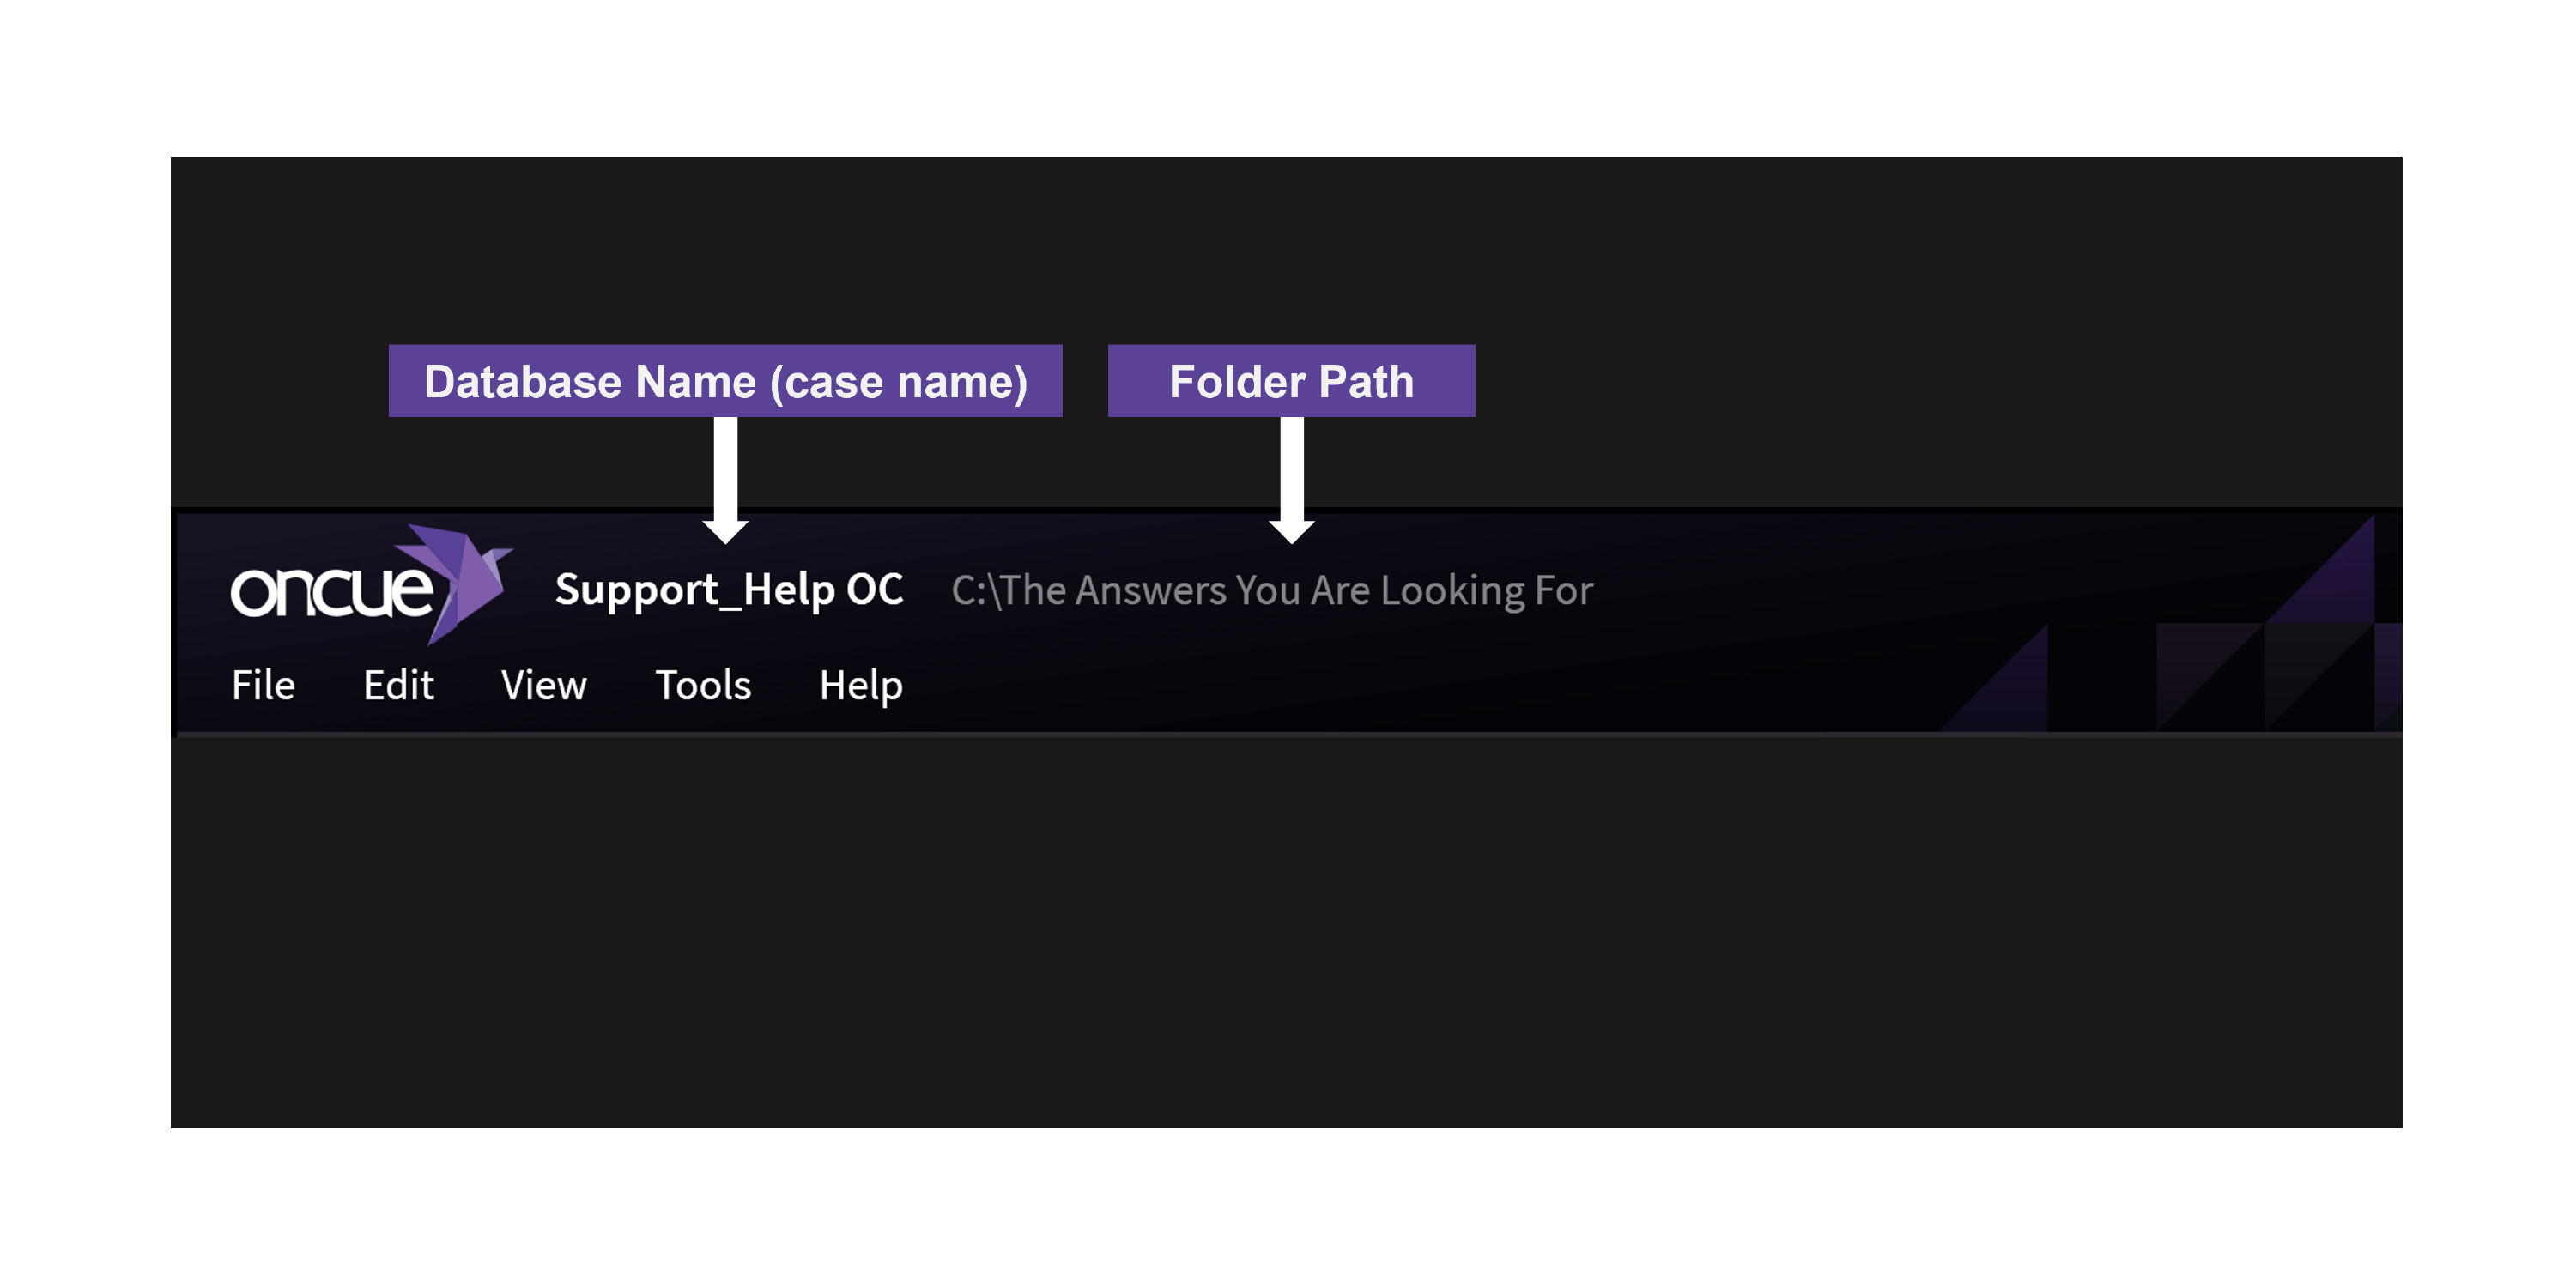 Database Name (case name) Folder Path
oncue Support_Help OC C:\The Answers You Are Looking For
File Edit View Tools Help